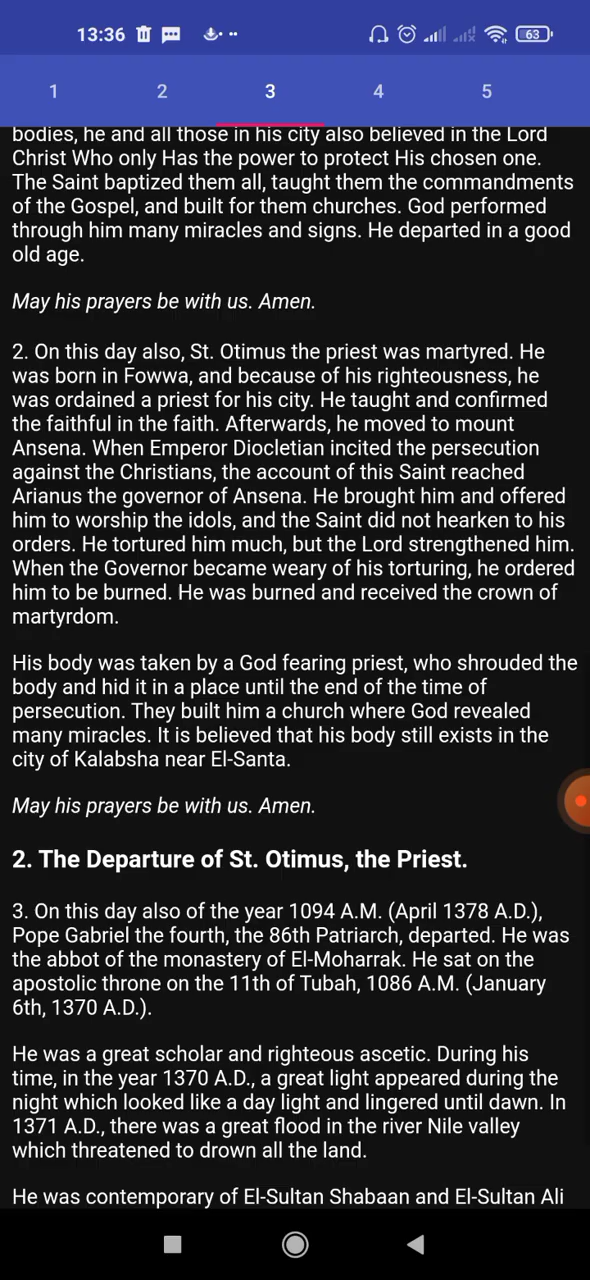 13:36
63
1 2 3 4 5
bodies, he and all those in his city also believed in the Lord
Christ Who only Has the power to protect His chosen one.
The Saint baptized them all, taught them the commandments
of the Gospel, and built for them churches. God performed
through him many miracles and signs. He departed in a good
old age.
May his prayers be with us. Amen.
2. On this day also, St. Otimus the priest was martyred. He
was born in Fowwa, and because of his righteousness, he
was ordained a priest for his city. He taught and confirmed
the faithful in the faith. Afterwards, he moved to mount
Ansena. When Emperor Diocletian incited the persecution
against the Christians, the account of this Saint reached
Arianus the governor of Ansena. He brought him and offered
him to worship the idols, and the Saint did not hearken to his
orders. He tortured him much, but the Lord strengthened him.
When the Governor became weary of his torturing, he ordered
him to be burned. He was burned and received the crown of
martyrdom.
His body was taken by a God fearing priest, who shrouded the
body and hid it in a place until the end of the time of
persecution. They built him a church where God revealed
many miracles. It is believed that his body still exists in the
city of Kalabsha near El-Santa.
May his prayers be with us. Amen.
2. The Departure of St. Otimus, the Priest.
3. On this day also of the year 1094 A.M. (April 1378 A.D.),
Pope Gabriel the fourth, the 86th Patriarch, departed. He was
the abbot of the monastery of El-Moharrak. He sat on the
apostolic throne on the 11th of Tubah, 1086 A.M. (January
6th, 1370 A.D.).
He was a great scholar and righteous ascetic. During his
time, in the year 1370 A.D., a great light appeared during the
night which looked like a day light and lingered until dawn. In
1371 A.D., there was a great flood in the river Nile valley
which threatened to drown all the land.
He was contemporary of El-Sultan Shabaan and El-Sultan Ali